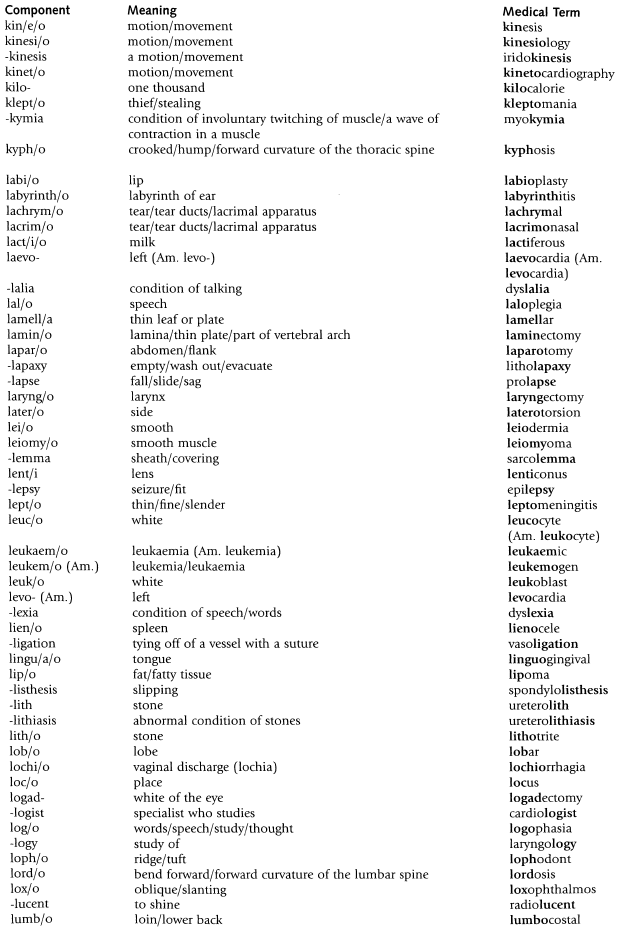 Component Meaning Medical Term
kin/e/o motion/movement kinesis
kinesi/o motion/movement kinesiology
-kinesis a motion/movement iridokinesis
kinet/o motion/movement kinetocardiography
kilo- one thousand kilocalorie
klept/o thief/stealing kleptomania
-kymia condition of involuntary twitching of muscle/a wave of myokymia
contraction in a muscle
kyph/o crooked/hump/forward curvature of the thoracic spine kyphosis
labi/o lip labioplasty
labyrinth/o labyrinth of ear labyrinthitis
lachrym/o tear/tear ducts/lacrimal apparatus lachrymal
lacrim/o tear/tear ducts/lacrimal apparatus lacrimonasal
lact/i/o milk lactiferous
laevo- left (Am. levo-) laevocardia (Am.
levocardia)
-lalia condition of talking dyslalia
lal/o speech laloplegia
lamell/a thin leaf or plate lamellar
lamin/o lamina/thin plate/part of vertebral arch laminectomy
lapar/o abdomen/flank laparotomy
-lapaxy empty/wash out/evacuate litholapaxy
-lapse fall/slide/sag prolapse
laryng/o larynx laryngectomy
later/o side laterotorsion
lei/o smooth leiodermia
leiomy/o smooth muscle leiomyoma
-lemma sheath/covering sarcolemma
lent/i lens lenticonus
-lepsy seizure/fit epilepsy
lept/o thin/fine/slender leptomeningitis
leuc/o white leucocyte
(Am. leukocyte)
leukaem/o leukaemia (Am. leukemia) leukaemic
leukem/o (Am.) leukemia/leukaemia leukemogen
leuk/o white leukoblast
levo- (Am.) left levocardia
-lexia condition of speech/words dyslexia
lien/o spleen lienocele
-ligation tying off of a vessel with a suture vasoligation
lingu/a/o tongue linguogingival
lip/o fat/fatty tissue lipoma
-listhesis slipping spondylolisthesis
-lith stone ureterolith
-lithiasis abnormal condition of stones ureterolithiasis
lith/o stone lithotrite
lob/o lobe lobar
lochi/o vaginal discharge (lochia) lochiorrhagia
loc/o place locus
logad- white of the eye logadectomy
-logist specialist who studies cardiologist
log/o words/speech/study/thought logophasia
-logy study of laryngology
loph/o ridge/tuft lophodont
lord/o bend forward/forward curvature of the lumbar spine lordosis
lox/o oblique/slanting loxophthalmos
-lucent to shine radiolucent
lumb/o loin/lower back lumbocostal